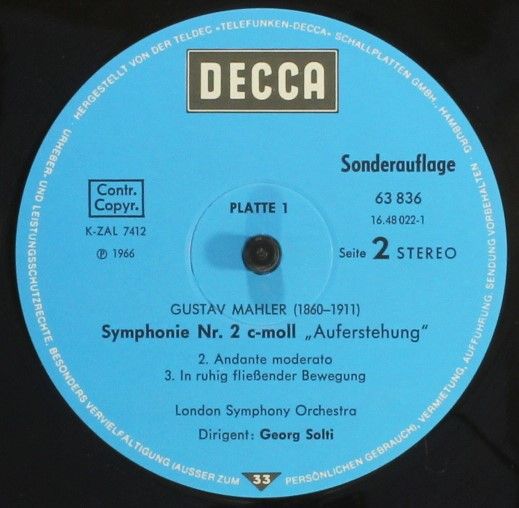 HERGESTELLT VON DER TELDEC »TELEFUNKEN-DECCA« SCHALLPLATTEN GMBH, HAMBURG
URHEBER- UND LEISTUNGSSCHUTZRECHTE, BESONDERS VERVIELFÄLTIGUNG (AUSSER ZUM PERSÖNLICHEN GEBRAUCH), VERMIETUNG, AUFFÜHRUNG, SENDUNG VORBEHALTEN.
DECCA
Sonderauflage
Contr.
Copyr.
63 836
PLATTE 1
16.48 022-1
K-ZAL 7412
Seite 2 STEREO
℗ 1966
GUSTAV MAHLER (1860–1911)
Symphonie Nr. 2 c-moll „Auferstehung“
2. Andante moderato
3. In ruhig fließender Bewegung
London Symphony Orchestra
Dirigent: Georg Solti
33